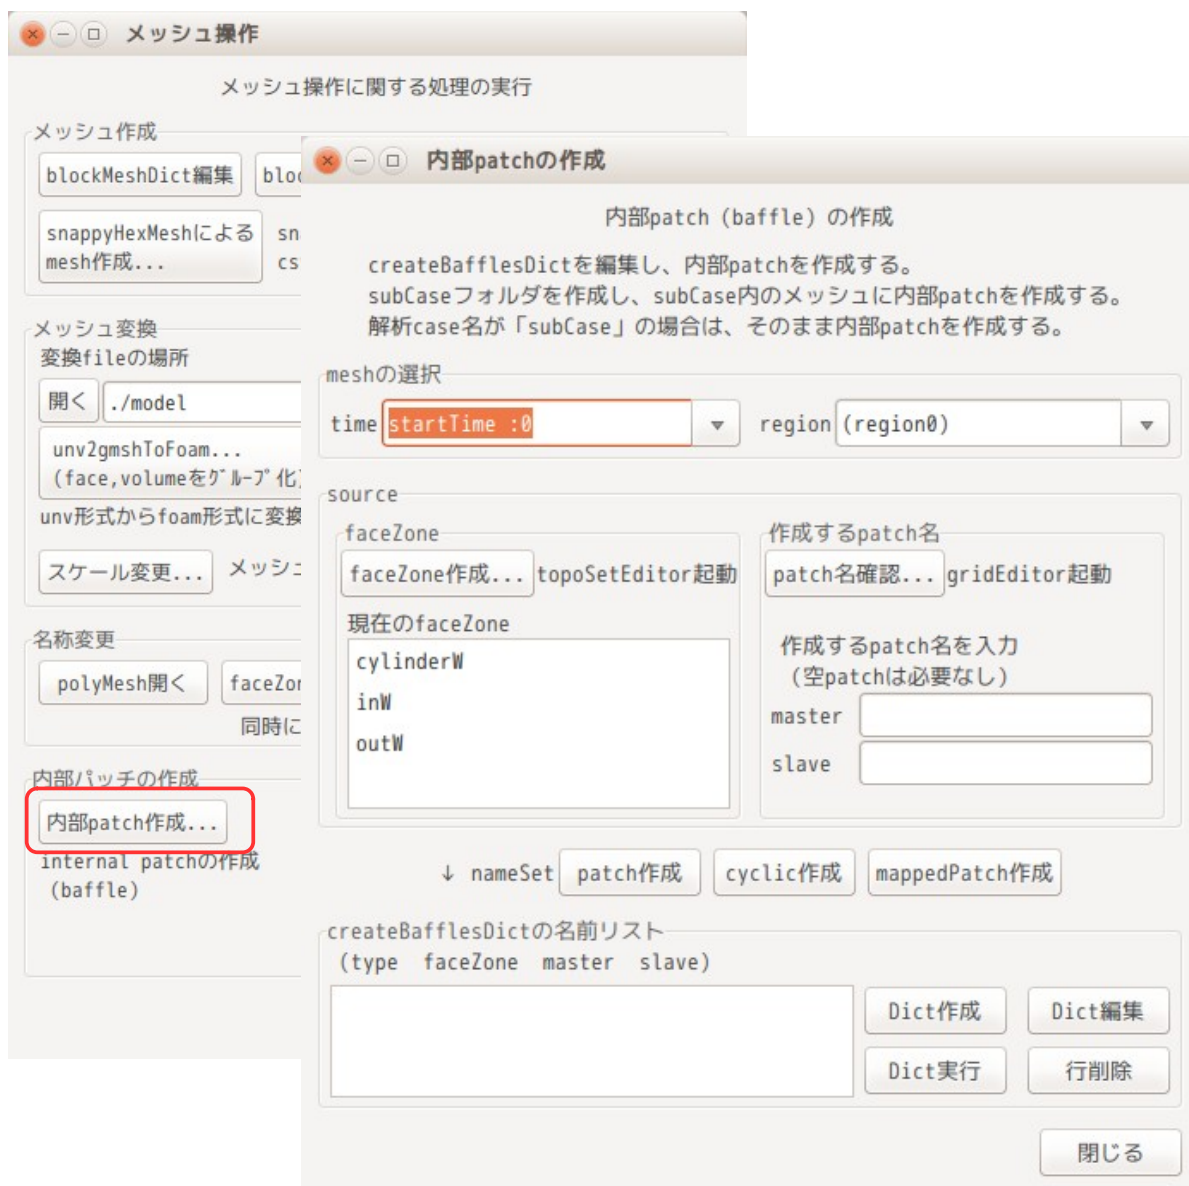 メッシュ操作
メッシュ操作に関する処理の実行
メッシュ作成
blockMeshDict編集
snappyHexMeshによる
mesh作成...
sn
cs
メッシュ変換
変換fileの場所
開く ./model
unv2gmshToFoam...
(face,volumeをｸﾞﾙｰﾌﾟ化)
unv形式からfoam形式に変換
スケール変更... メッシュ
名称変更
polyMesh開く faceZon
同時に
内部パッチの作成
内部patch作成...
internal patchの作成
(baffle)
内部patchの作成
内部patch (baffle) の作成
createBafflesDictを編集し、内部patchを作成する。
subCaseフォルダを作成し、subCase内のメッシュに内部patchを作成する。
解析case名が「subCase」の場合は、そのまま内部patchを作成する。
meshの選択
time startTime :0 region (region0)
source
faceZone
faceZone作成... topoSetEditor起動
現在のfaceZone
cylinderW
inW
outW
作成するpatch名
patch名確認... gridEditor起動
作成するpatch名を入力
(空patchは必要なし)
master
slave
↓ nameSet patch作成 cyclic作成 mappedPatch作成
createBafflesDictの名前リスト
(type faceZone master slave)
Dict作成 Dict編集
Dict実行 行削除
閉じる